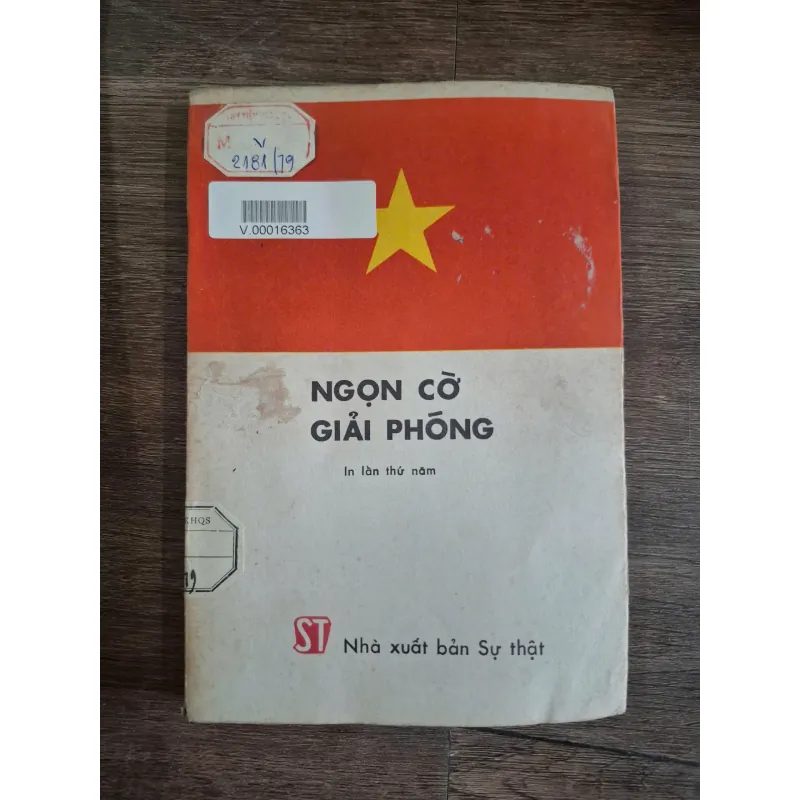 M V
2181/79
V.00016363
NGỌN CỜ
GIẢI PHÓNG
In lần thứ năm
KHQS
ST Nhà xuất bản Sự thật